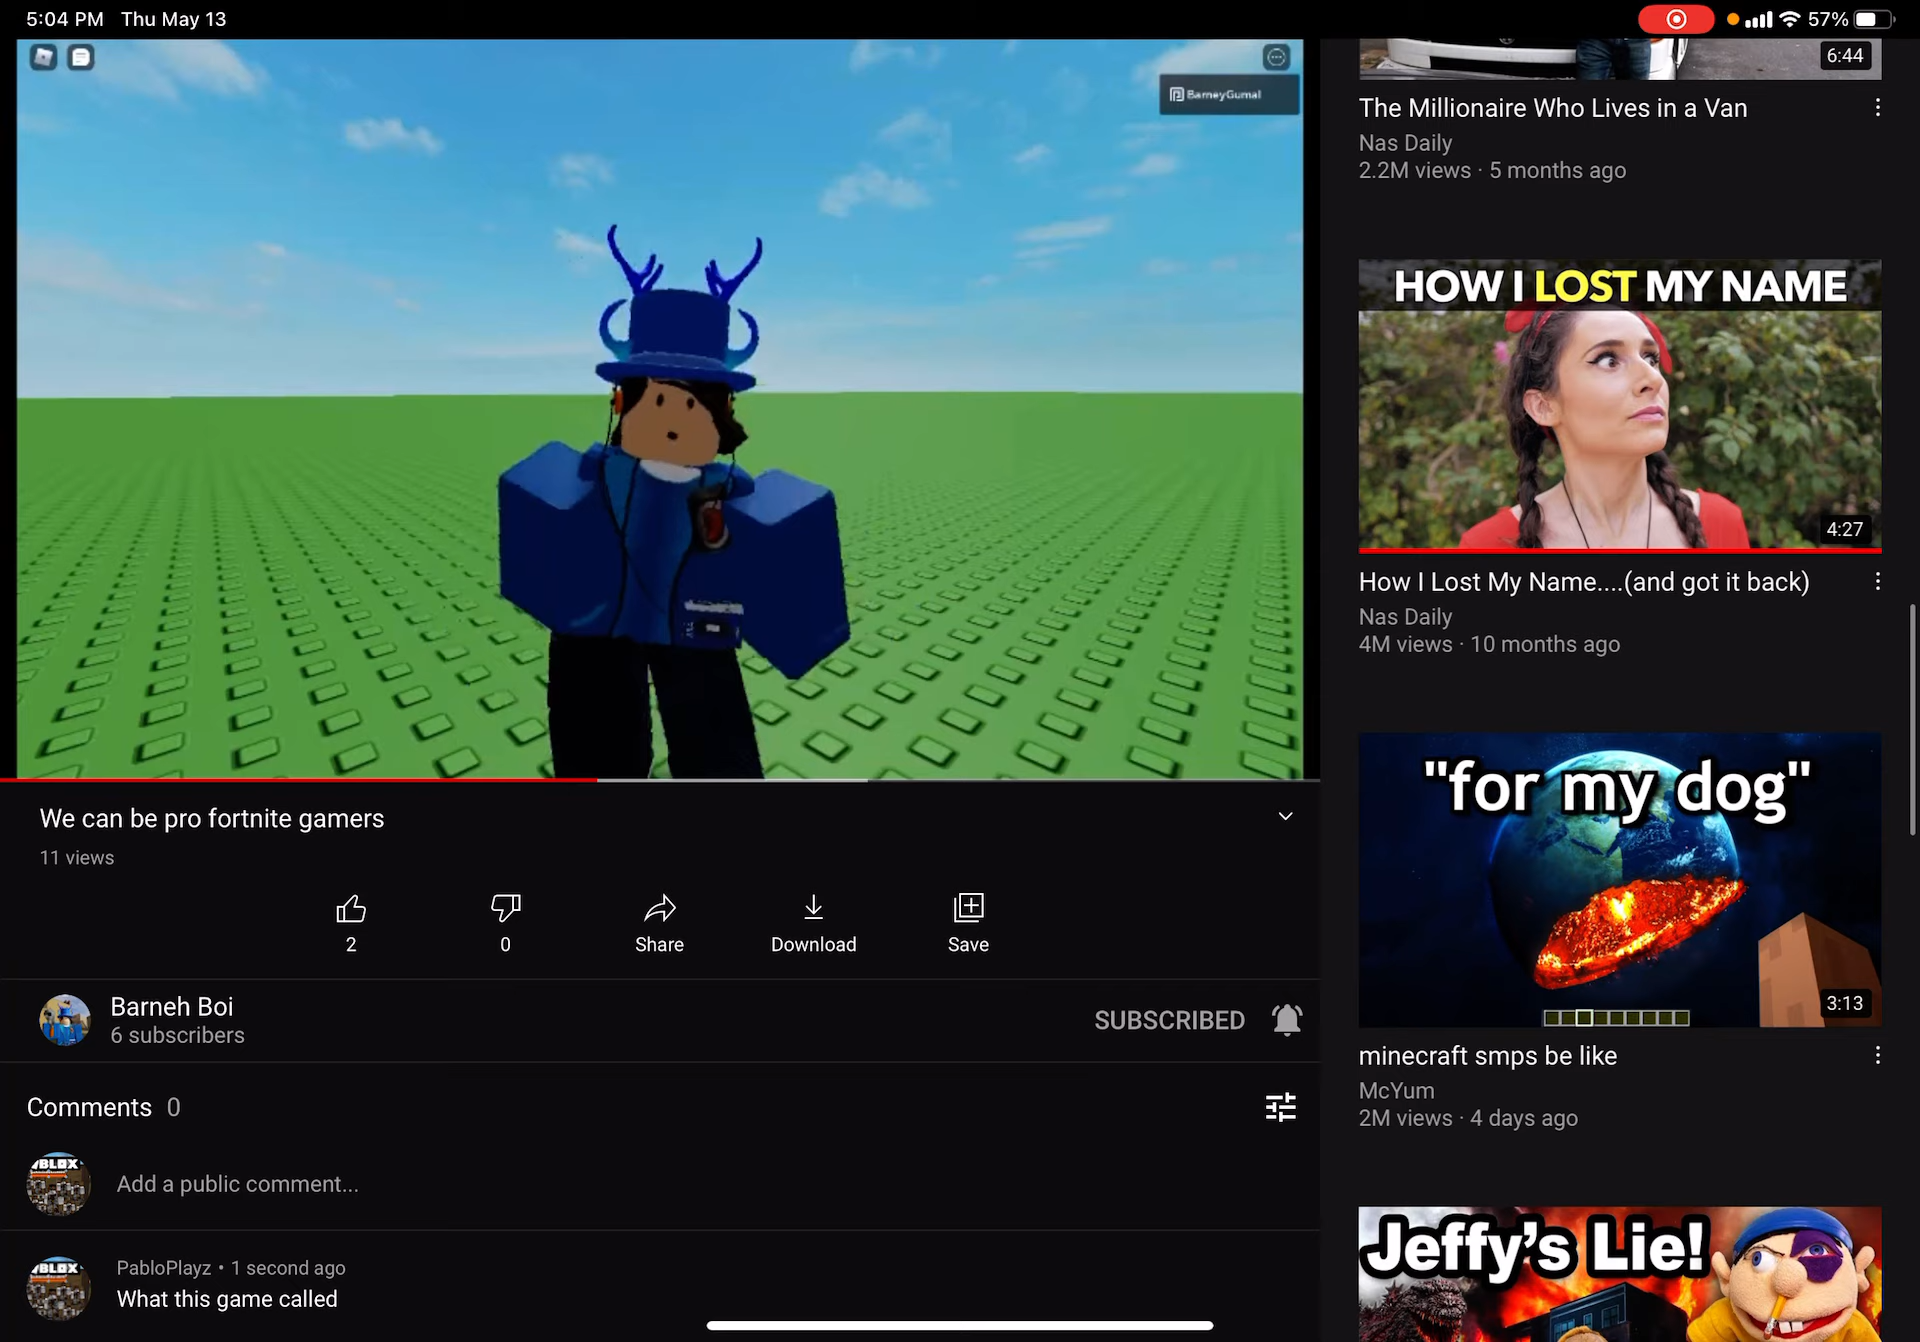 5:04 PM Thu May 13
57%
BarneyGumal
We can be pro fortnite gamers
11 views
2
0
Share
Download
Save
Barneh Boi
6 subscribers
SUBSCRIBED
Comments 0
Add a public comment...
PabloPlayz • 1 second ago
What this game called
6:44
The Millionaire Who Lives in a Van
Nas Daily
2.2M views · 5 months ago
HOW I LOST MY NAME
4:27
How I Lost My Name....(and got it back)
Nas Daily
4M views · 10 months ago
"for my dog"
3:13
minecraft smps be like
McYum
2M views · 4 days ago
Jeffy's Lie!